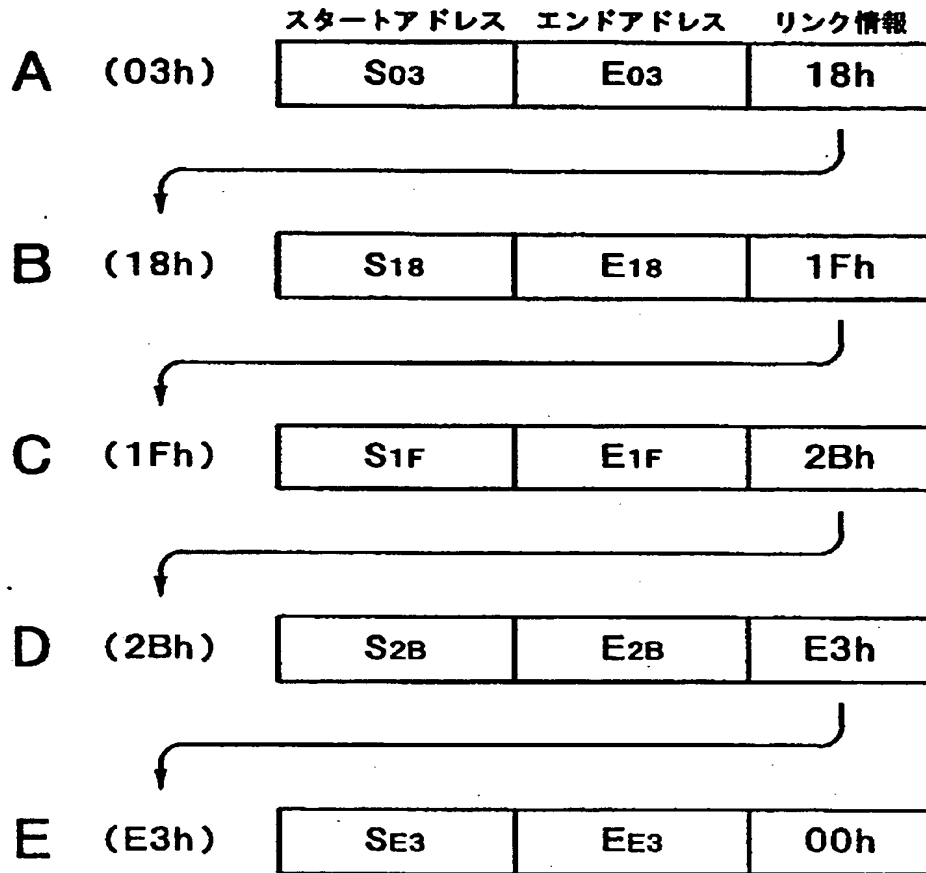 スタートアドレス エンドアドレス リンク情報
A (03h) S03 E03 18h
B (18h) S18 E18 1Fh
C (1Fh) S1F E1F 2Bh
D (2Bh) S2B E2B E3h
E (E3h) SE3 EE3 00h